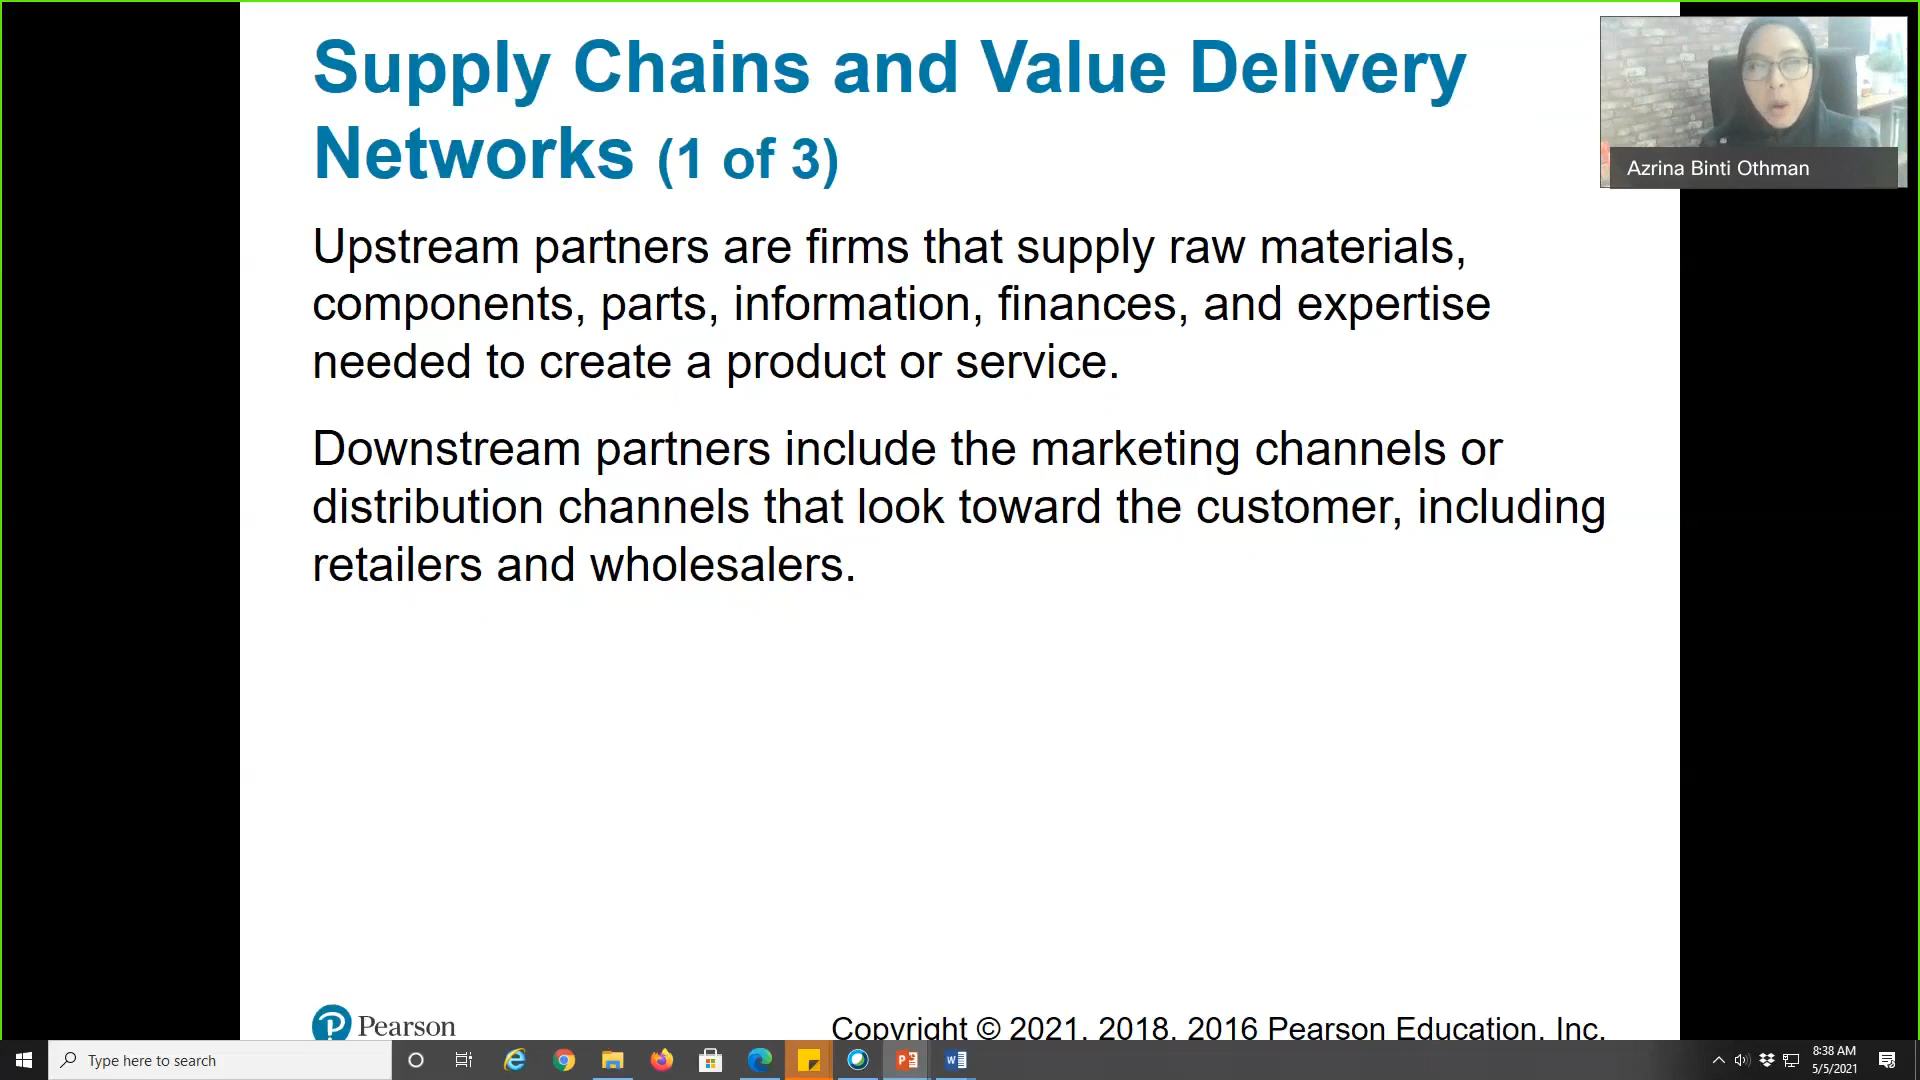 Supply Chains and Value Delivery
Networks (1 of 3)
Azrina Binti Othman
Upstream partners are firms that supply raw materials,
components, parts, information, finances, and expertise
needed to create a product or service.
Downstream partners include the marketing channels or
distribution channels that look toward the customer, including
retailers and wholesalers.
Pearson
Copyright © 2021, 2018, 2016 Pearson Education, Inc.
Type here to search
8:38 AM
5/5/2021